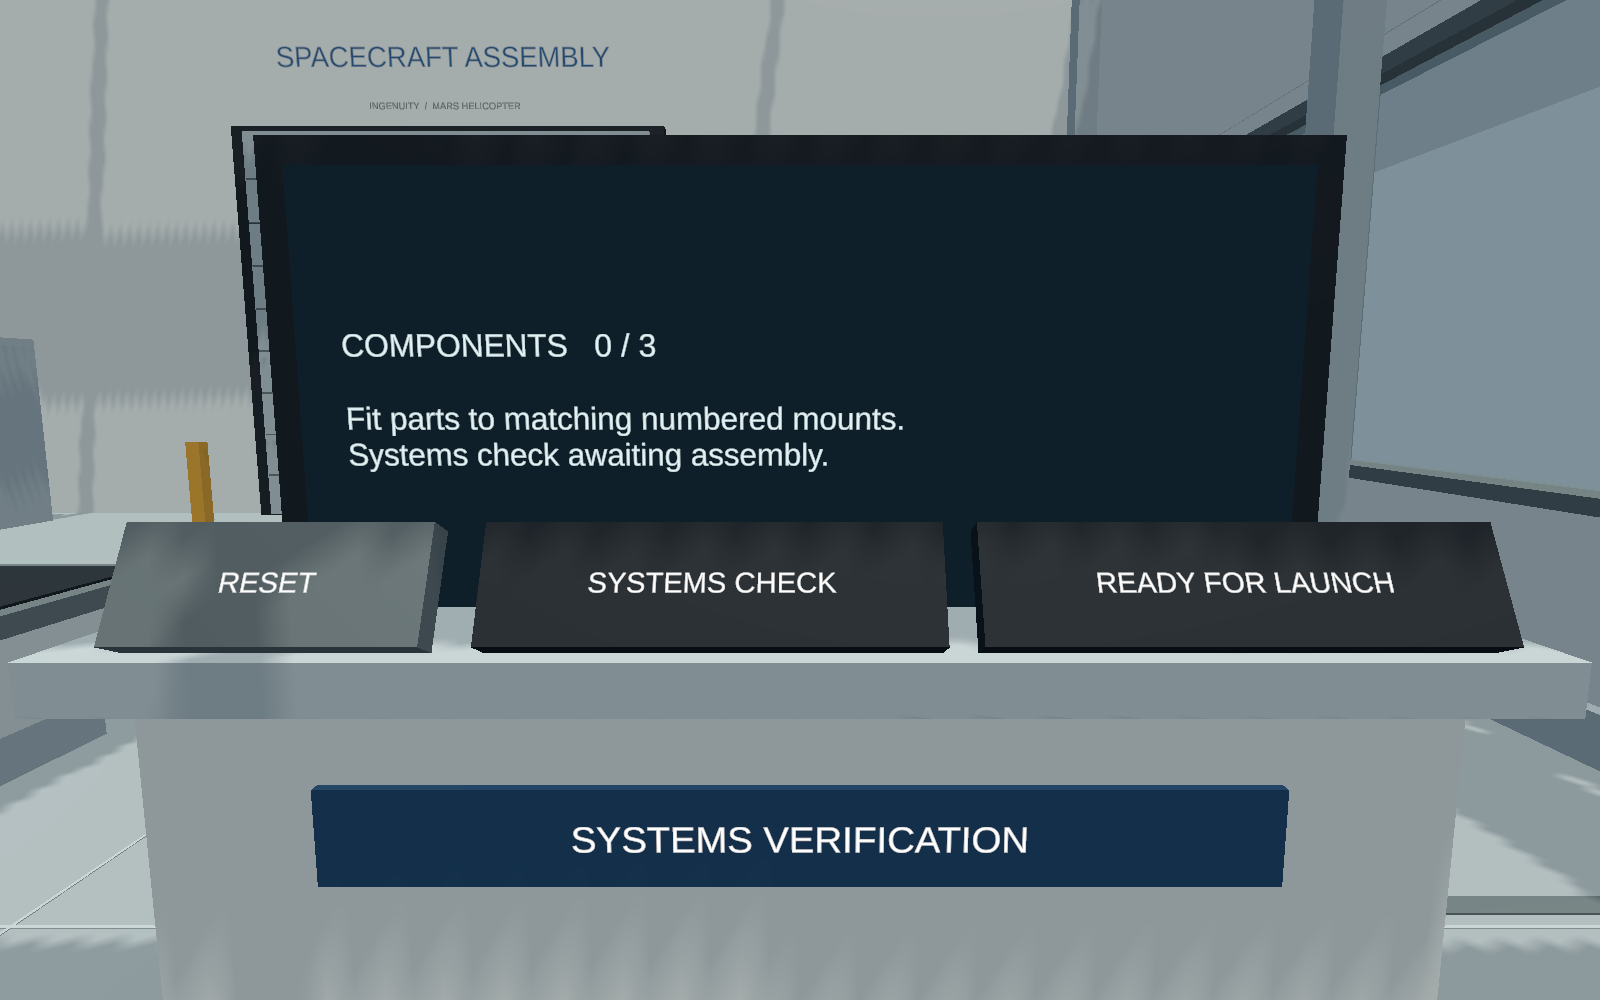 SPACECRAFT ASSEMBLY
INGENUITY / MARS HELICOPTER
COMPONENTS 0 / 3
Fit parts to matching numbered mounts.
Systems check awaiting assembly.
RESET
SYSTEMS CHECK
READY FOR LAUNCH
SYSTEMS VERIFICATION